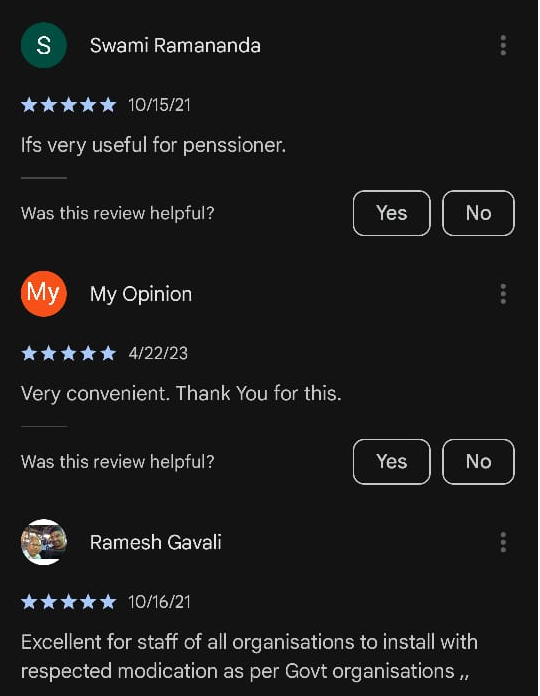 S Swami Ramananda
10/15/21
Ifs very useful for penssioner.
Was this review helpful? Yes No
My My Opinion
4/22/23
Very convenient. Thank You for this.
Was this review helpful? Yes No
Ramesh Gavali
10/16/21
Excellent for staff of all organisations to install with
respected modication as per Govt organisations ,,